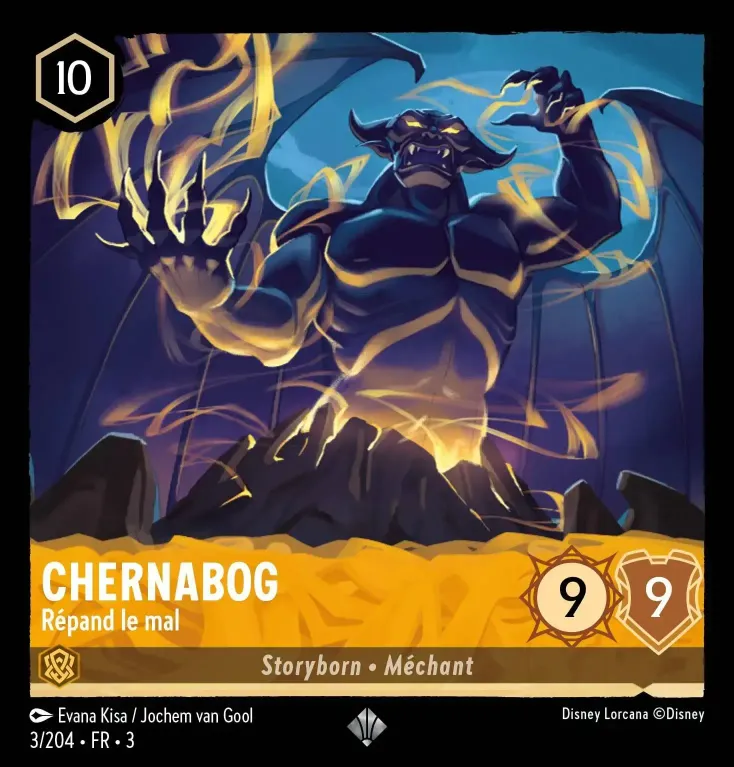 10
CHERNABOG
Répand le mal
9
9
Storyborn • Méchant
Evana Kisa / Jochem van Gool
Disney Lorcana ©Disney
3/204 • FR • 3